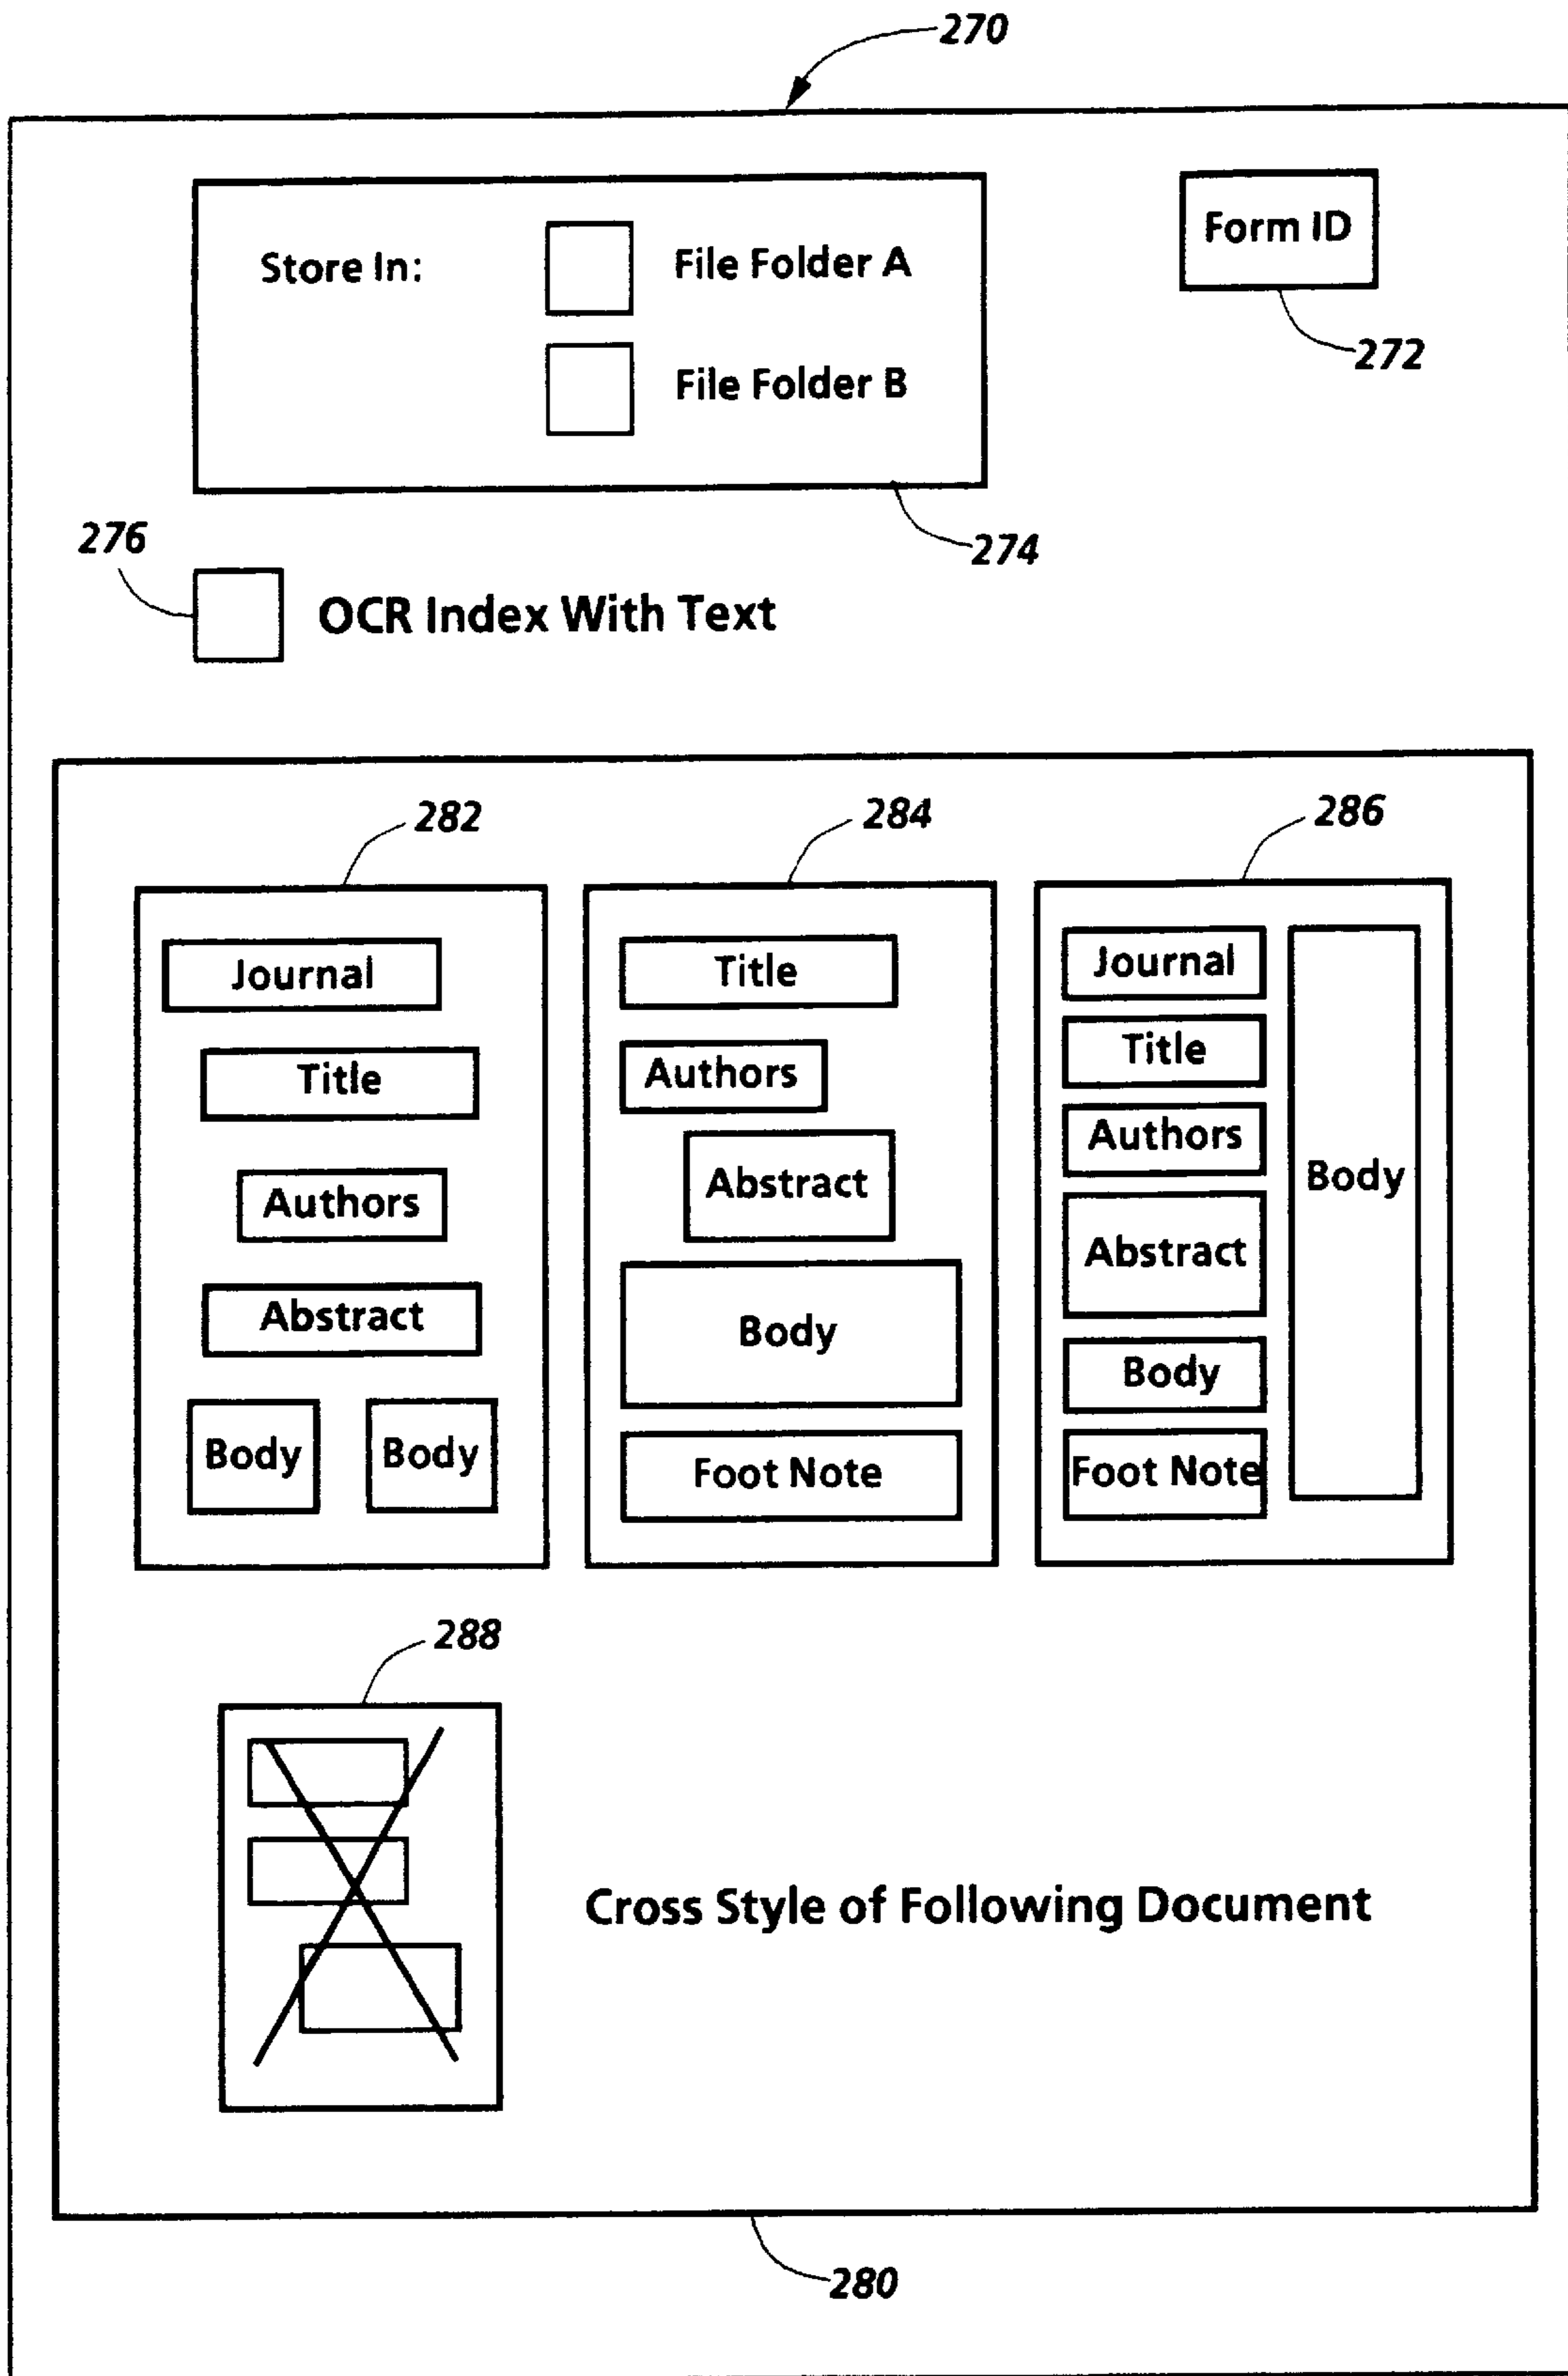 270
Store In:
File Folder A
File Folder B
Form ID
272
274
276
OCR Index With Text
282
Journal
Title
Authors
Abstract
Body
Body
284
Title
Authors
Abstract
Body
Foot Note
286
Journal
Title
Authors
Abstract
Body
Foot Note
Body
288
Cross Style of Following Document
280